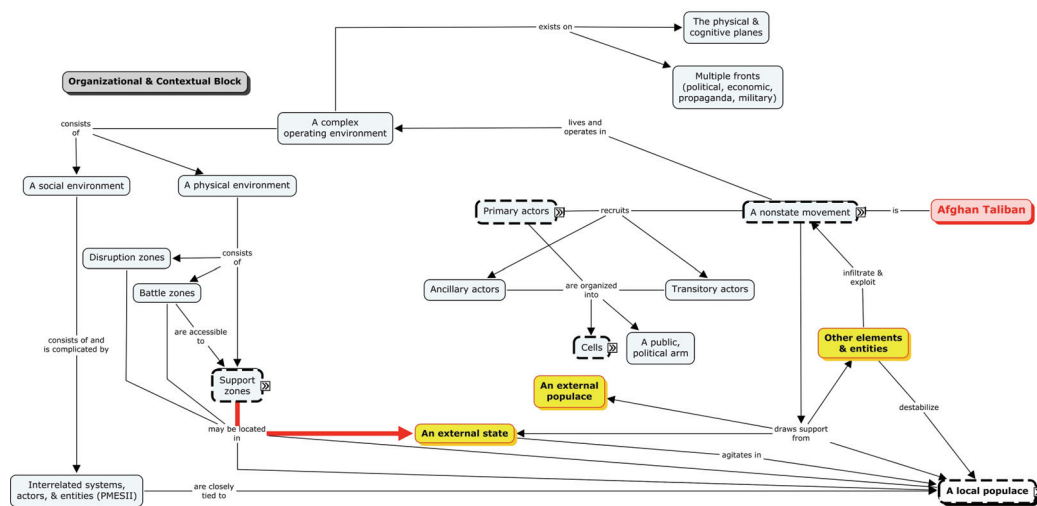 The physical &
cognitive planes
exists on
Organizational & Contextual Block
Multiple fronts
(political, economic,
propaganda, military)
A complex
operating environment
consists
of
lives and
operates in
A social environment
A physical environment
Primary actors
recruits
A nonstate movement
is
Afghan Taliban
Disruption zones
consists
of
Battle zones
Ancillary actors
are organized
into
Transitory actors
infiltrate &
exploit
are accessible
to
consists of and
is complicated by
Cells
A public,
political arm
Other elements
& entities
Support
zones
An external
populace
destabilize
may be located
in
An external state
draws support
from
agitates in
Interrelated systems,
actors, & entities (PMESII)
are closely
tied to
A local populace